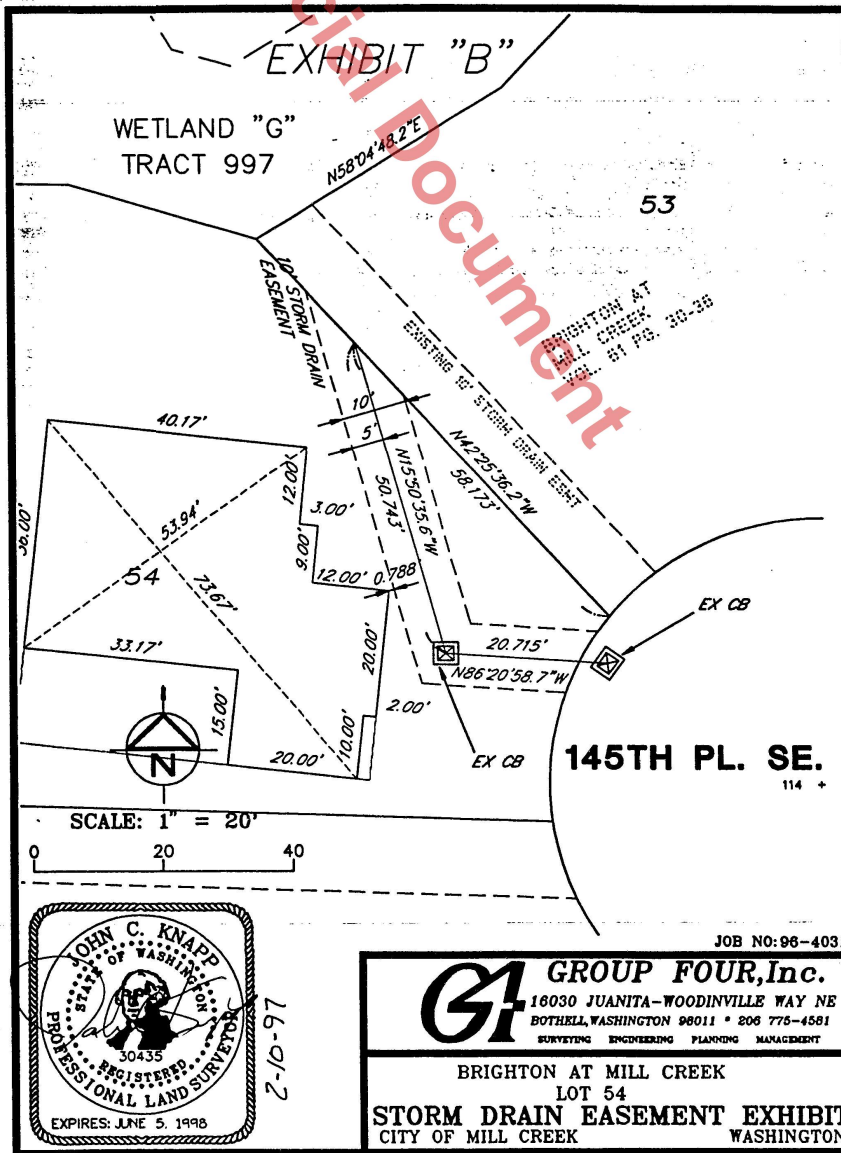 EXHIBIT "B"
WETLAND "G"
TRACT 997
N58°04'48.2"E
cial Document
53
BRIGHTON AT
MILL CREEK
VOL. 61 PG. 30-36
10' STORM DRAIN
EASEMENT
EXISTING 10' STORM DRAIN ESMT
10'
5'
N15°50'35.6"W
50.743'
N42°25'36.2"W
58.173'
40.17'
12.00'
3.00'
9.00'
12.00'
0.788
53.94'
73.67'
54
36.00'
33.17'
15.00'
20.00'
20.00'
2.00'
10.00'
20.715'
N86°20'58.7"W
EX CB
EX CB
145TH PL. SE.
114 +
N
SCALE: 1" = 20'
0 20 40
JOHN C. KNAPP
STATE OF WASHINGTON
30435
REGISTERED
PROFESSIONAL LAND SURVEYOR
EXPIRES: JUNE 5, 1998
2-10-97
JOB NO:96-403
G4
GROUP FOUR,Inc.
16030 JUANITA-WOODINVILLE WAY NE
BOTHELL,WASHINGTON 98011 * 206 775-4581
SURVEYING ENGINEERING PLANNING MANAGEMENT
BRIGHTON AT MILL CREEK
LOT 54
STORM DRAIN EASEMENT EXHIBIT
CITY OF MILL CREEK WASHINGTON